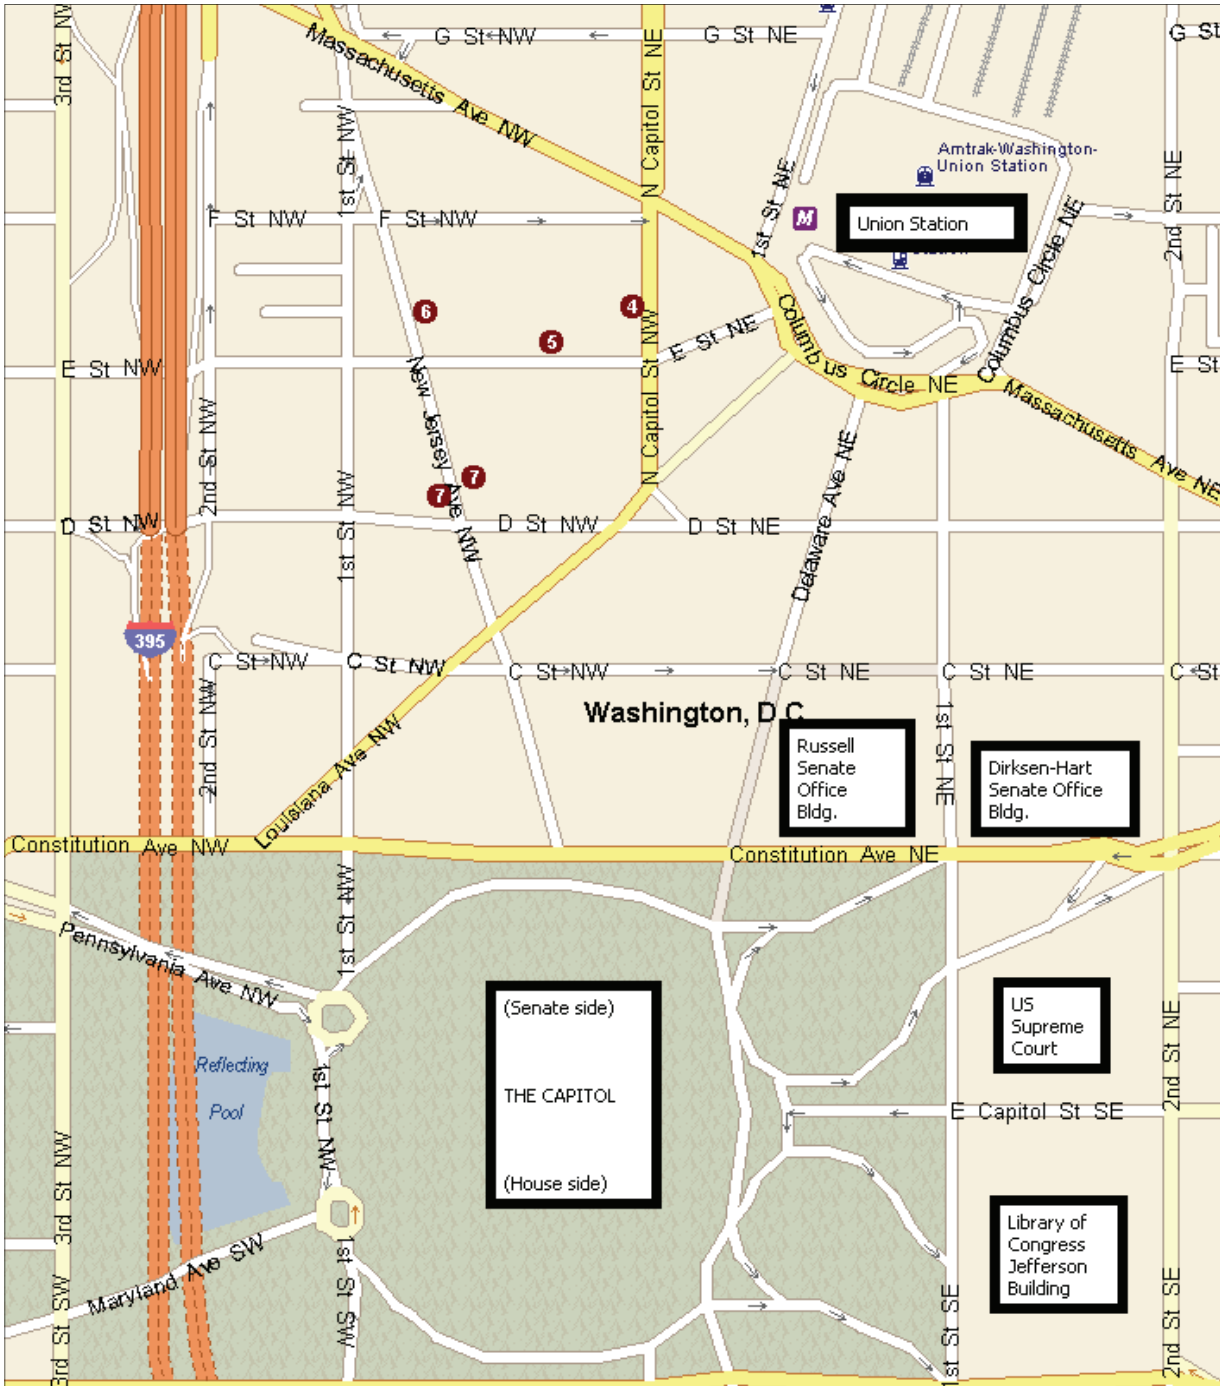 G St NW
G St NE
G St
3rd St NW
Massachusetts Ave NW
N Capitol St NE
1st St NW
1st St NE
Amtrak-Washington-
Union Station
2nd St NE
M
Union Station
F St NW
F St NW
Columbus Circle NE
6
4
5
E St NW
E St NE
Columbus Circle NE
E St
N Capitol St NW
New Jersey Ave NW
Massachusetts Ave NE
2nd St NW
7
7
Delaware Ave NE
D St NW
D St NW
D St NE
1st St NW
395
C St NW
C St NW
C St NW
C St NE
C St NE
C St
Washington, D.C.
2nd St NW
Louisiana Ave NW
1st St NE
Russell
Senate
Office
Bldg.
Dirksen-Hart
Senate Office
Bldg.
Constitution Ave NW
Constitution Ave NE
1st St NW
Pennsylvania Ave NW
(Senate side)
THE CAPITOL
(House side)
US
Supreme
Court
2nd St NE
Reflecting
Pool
1st St NW
E Capitol St SE
3rd St NW
Library of
Congress
Jefferson
Building
Maryland Ave SW
1st St SW
3rd St SW
1st St SE
2nd St SE